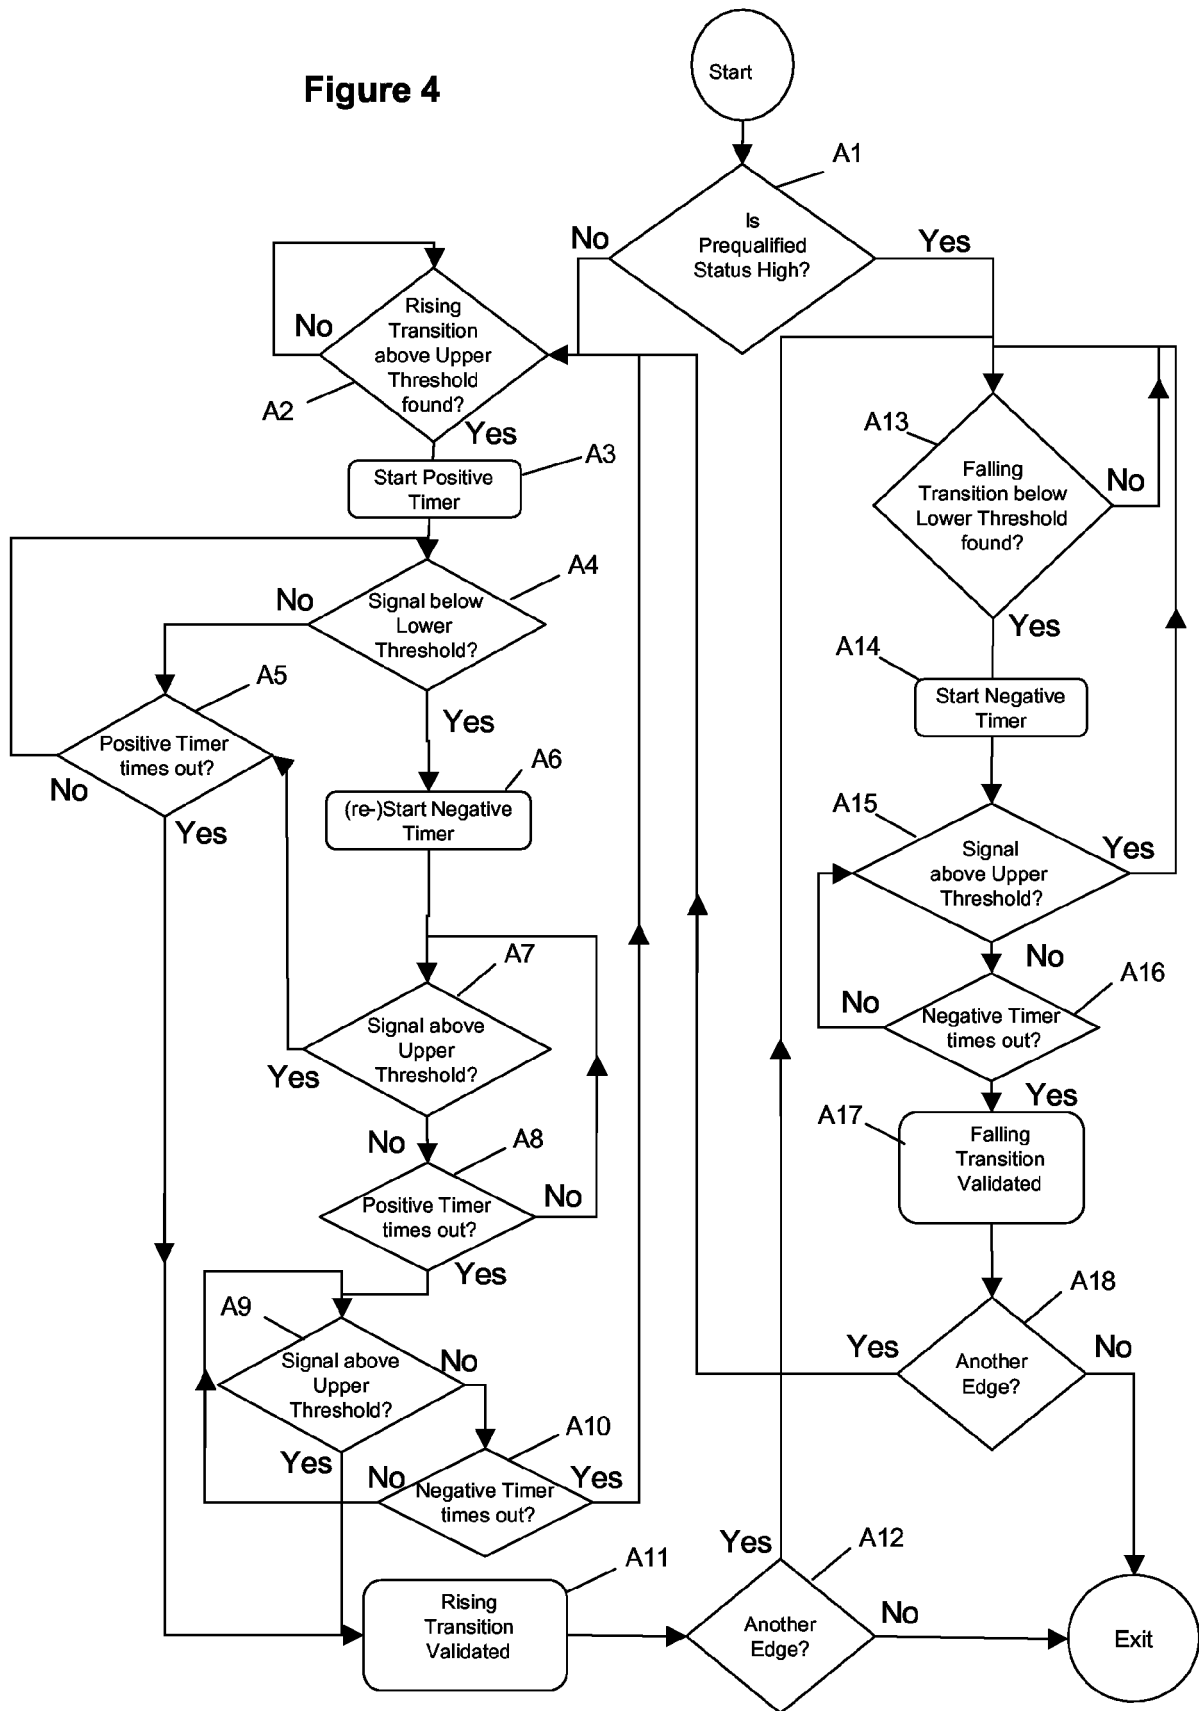 Figure 4
Start
A1
Is
Prequalified
Status High?
No
Yes
Rising
Transition
above Upper
Threshold
found?
No
A2
Yes
A3
Start Positive
Timer
A4
Signal below
Lower
Threshold?
No
Yes
A5
Positive Timer
times out?
No
Yes
A6
(re-)Start Negative
Timer
A7
Signal above
Upper
Threshold?
Yes
No
A8
Positive Timer
times out?
No
Yes
A9
Signal above
Upper
Threshold?
No
Yes
A10
Negative Timer
times out?
No
Yes
A11
Rising
Transition
Validated
A12
Another
Edge?
Yes
No
A13
Falling
Transition below
Lower Threshold
found?
No
Yes
A14
Start Negative
Timer
A15
Signal
above Upper
Threshold?
Yes
No
A16
Negative Timer
times out?
No
Yes
A17
Falling
Transition
Validated
A18
Another
Edge?
Yes
No
Exit